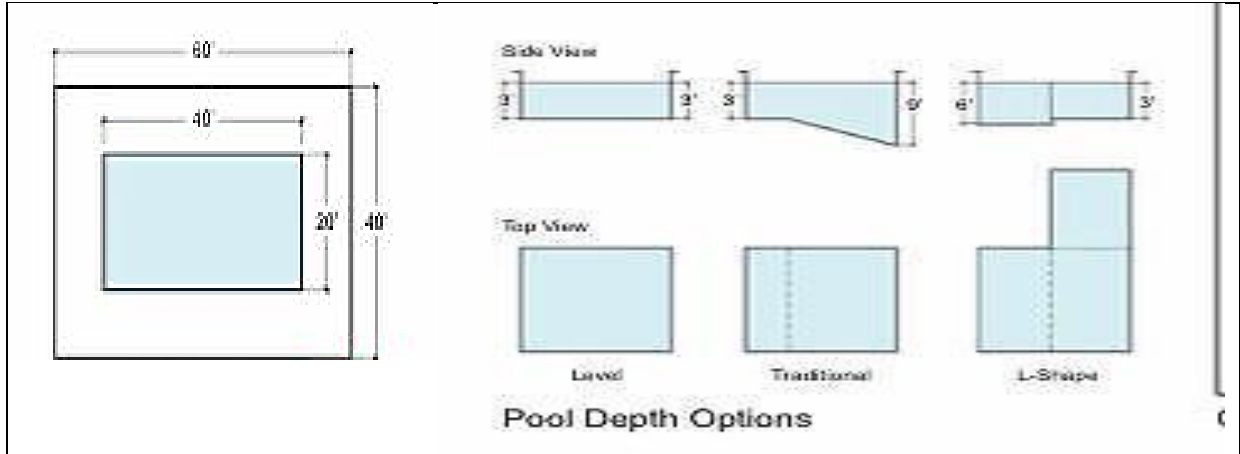 60'
40'
20'
40'
Side View
3'
3'
3'
9'
6'
3'
Top View
Level
Traditional
L-Shape
Pool Depth Options